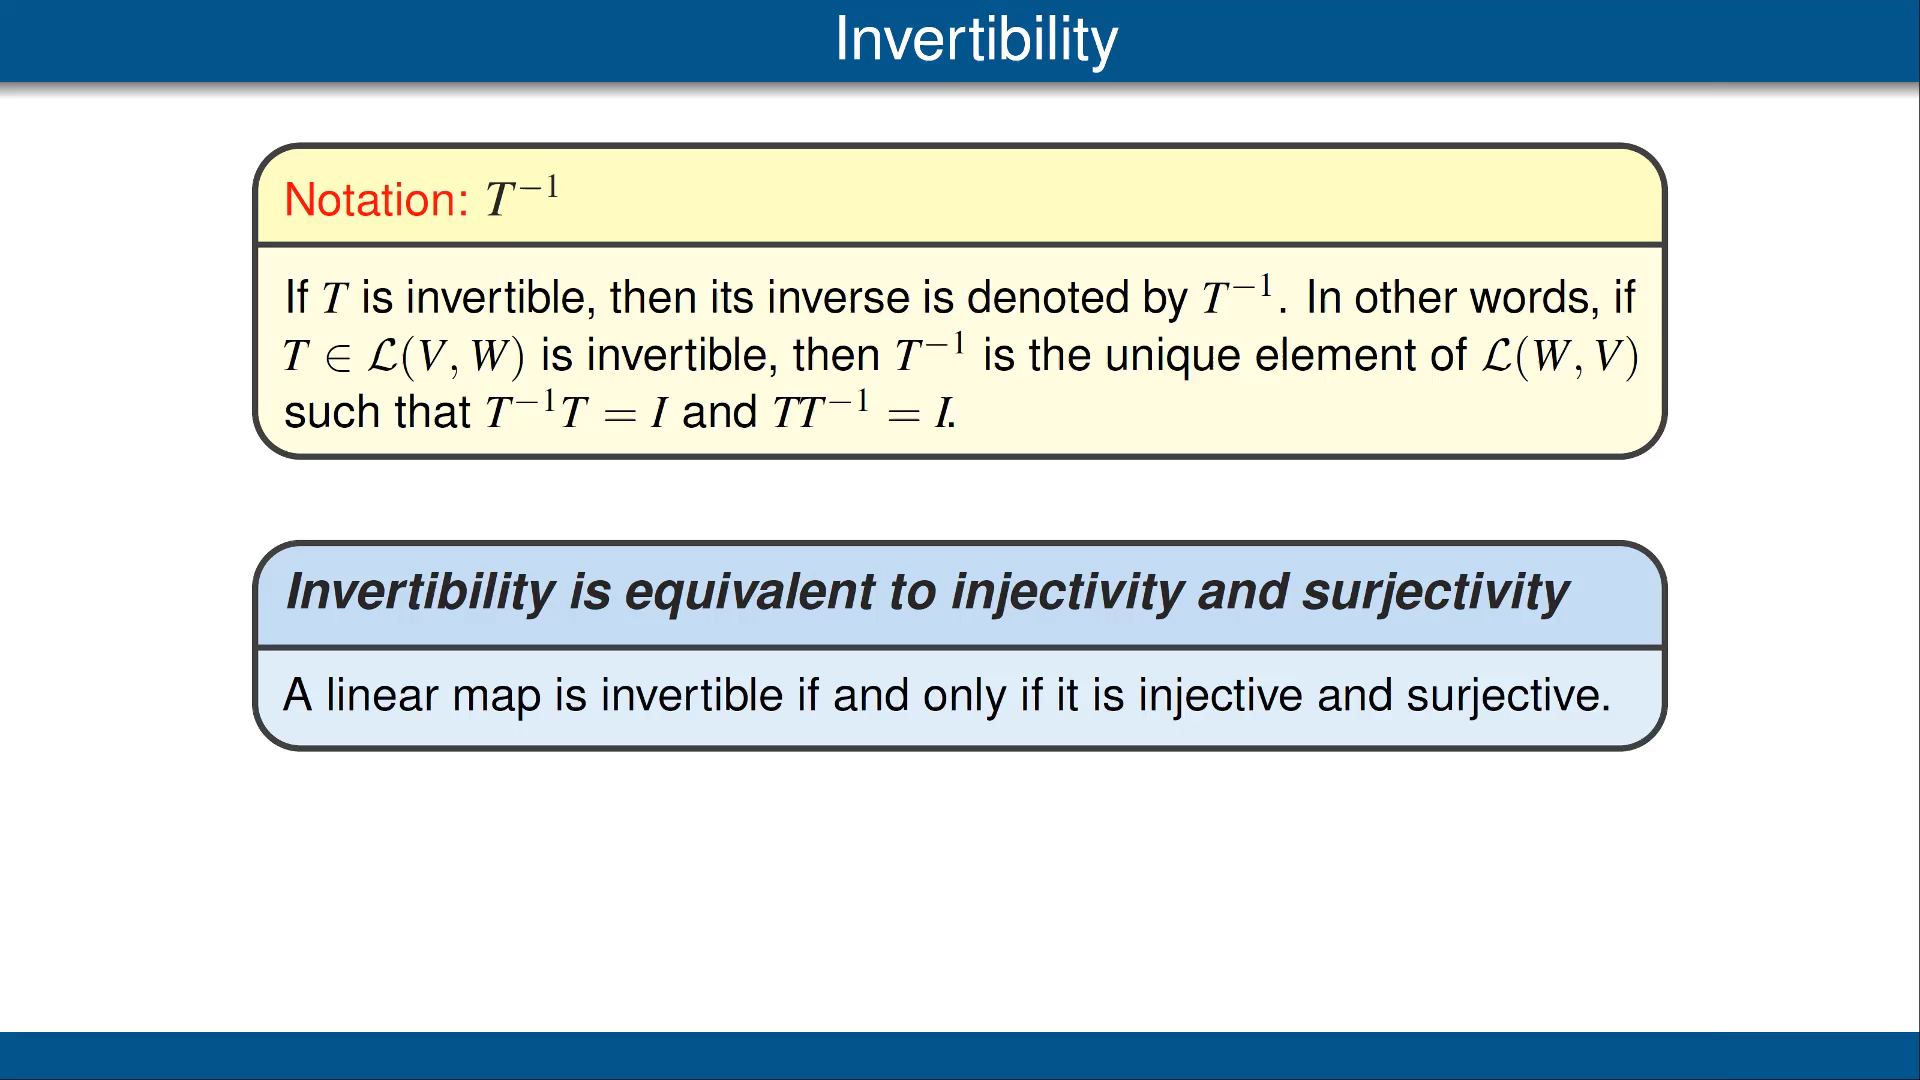 Invertibility
Notation: T⁻¹
If T is invertible, then its inverse is denoted by T⁻¹. In other words, if
T ∈ ℒ(V, W) is invertible, then T⁻¹ is the unique element of ℒ(W, V)
such that T⁻¹T = I and TT⁻¹ = I.
Invertibility is equivalent to injectivity and surjectivity
A linear map is invertible if and only if it is injective and surjective.